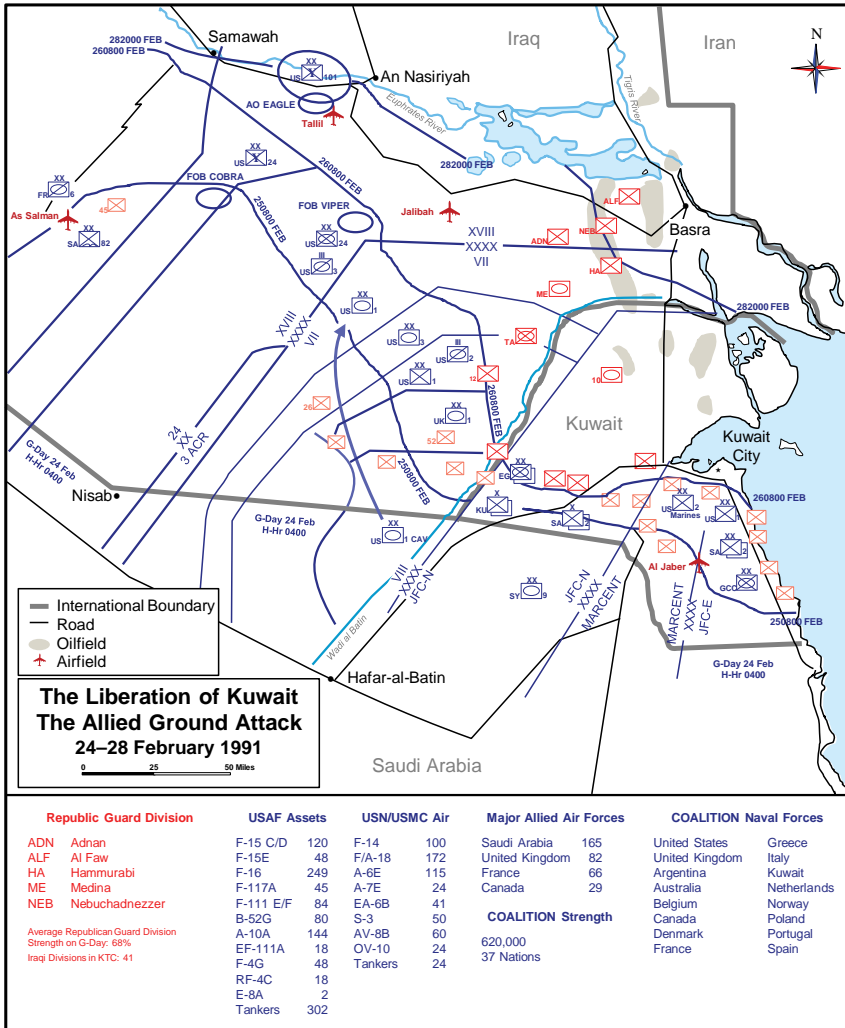 282000 FEB
260800 FEB
Samawah
Iraq
Iran
N
XX
US 101
An Nasiriyah
AO EAGLE
Tallil
Euphrates River
Tigris River
282000 FEB
XX
US 24
XX
FR 6
As Salman
45
XX
SA 82
FOB COBRA
260800 FEB
250800 FEB
FOB VIPER
XX
US 24
III
US 3
Jalibah
ALF
NEB
ADN
HA
ME
Basra
XVIII
XXXX
VII
282000 FEB
XX
US 1
XVIII
XXXX
VII
XX
US 3
III
US 2
TA
XX
US 1
12
10
260800 FEB
XX
UK 1
26
52
Kuwait
Kuwait
City
24
XX
3 ACR
G-Day 24 Feb
H-Hr 0400
Nisab
250800 FEB
G-Day 24 Feb
H-Hr 0400
XX
EG
X
KU
X
SA 2
XX
US 2
Marines
XX
US 1
260800 FEB
XX
SA 2
Al Jaber
XX
GCC
XX
US 1 CAV
VIII
XXXX
JFC-N
XX
SY 9
JFC-N
XXXX
MARCENT
MARCENT
XXXX
JFC-E
250800 FEB
G-Day 24 Feb
H-Hr 0400
Wadi al Batin
Hafar-al-Batin
Saudi Arabia
International Boundary
Road
Oilfield
Airfield
The Liberation of Kuwait
The Allied Ground Attack
24–28 February 1991
0 25 50 Miles
Republic Guard Division
ADN Adnan
ALF Al Faw
HA Hammurabi
ME Medina
NEB Nebuchadnezzer
Average Republican Guard Division
Strength on G-Day: 68%
Iraqi Divisions in KTC: 41
USAF Assets
F-15 C/D 120
F-15E 48
F-16 249
F-117A 45
F-111 E/F 84
B-52G 80
A-10A 144
EF-111A 18
F-4G 48
RF-4C 18
E-8A 2
Tankers 302
USN/USMC Air
F-14 100
F/A-18 172
A-6E 115
A-7E 24
EA-6B 41
S-3 50
AV-8B 60
OV-10 24
Tankers 24
Major Allied Air Forces
Saudi Arabia 165
United Kingdom 82
France 66
Canada 29
COALITION Strength
620,000
37 Nations
COALITION Naval Forces
United States Greece
United Kingdom Italy
Argentina Kuwait
Australia Netherlands
Belgium Norway
Canada Poland
Denmark Portugal
France Spain